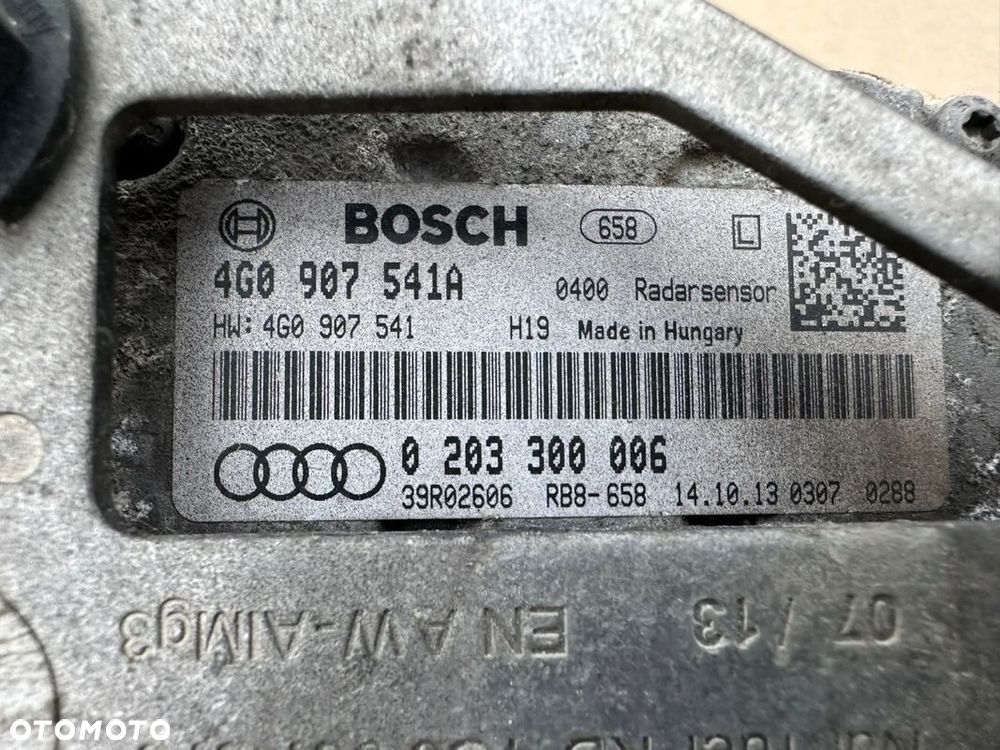 BOSCH 658 L
4G0 907 541A 0400 Radarsensor
HW: 4G0 907 541 H19 Made in Hungary
0 203 300 006
39R02606 RB8-658 14.10.13 0307 0288
EN AW-AlMg3 07/13
OTOMOTO